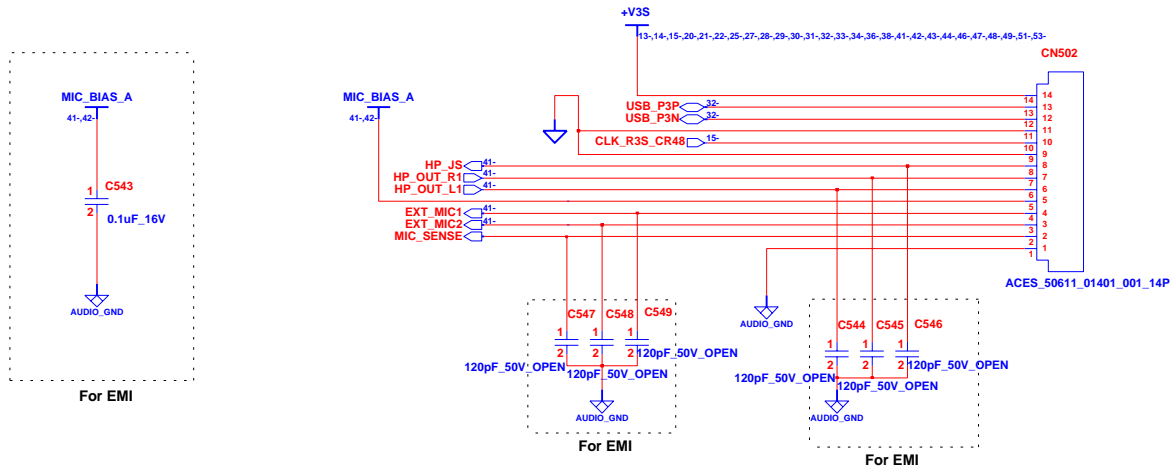 +V3S
13-,14-,15-,20-,21-,22-,25-,27-,28-,29-,30-,31-,32-,33-,34-,36-,38-,41-,42-,43-,44-,46-,47-,48-,49-,51-,53-
CN502
MIC_BIAS_A
41-,42-
C543
1
2
0.1uF_16V
AUDIO_GND
For EMI
MIC_BIAS_A
41-,42-
USB_P3P
32-
USB_P3N
32-
CLK_R3S_CR48
15-
HP_JS
41-
HP_OUT_R1
41-
HP_OUT_L1
41-
EXT_MIC1
41-
EXT_MIC2
41-
MIC_SENSE
14
14
13
13
12
12
11
11
10
10
9
9
8
8
7
7
6
6
5
5
4
4
3
3
2
2
1
1
ACES_50611_01401_001_14P
AUDIO_GND
C547
C548
C549
1
1
1
2
2
2
120pF_50V_OPEN
120pF_50V_OPEN
120pF_50V_OPEN
AUDIO_GND
For EMI
C544
C545
C546
1
1
1
2
2
2
120pF_50V_OPEN
120pF_50V_OPEN
120pF_50V_OPEN
AUDIO_GND
For EMI